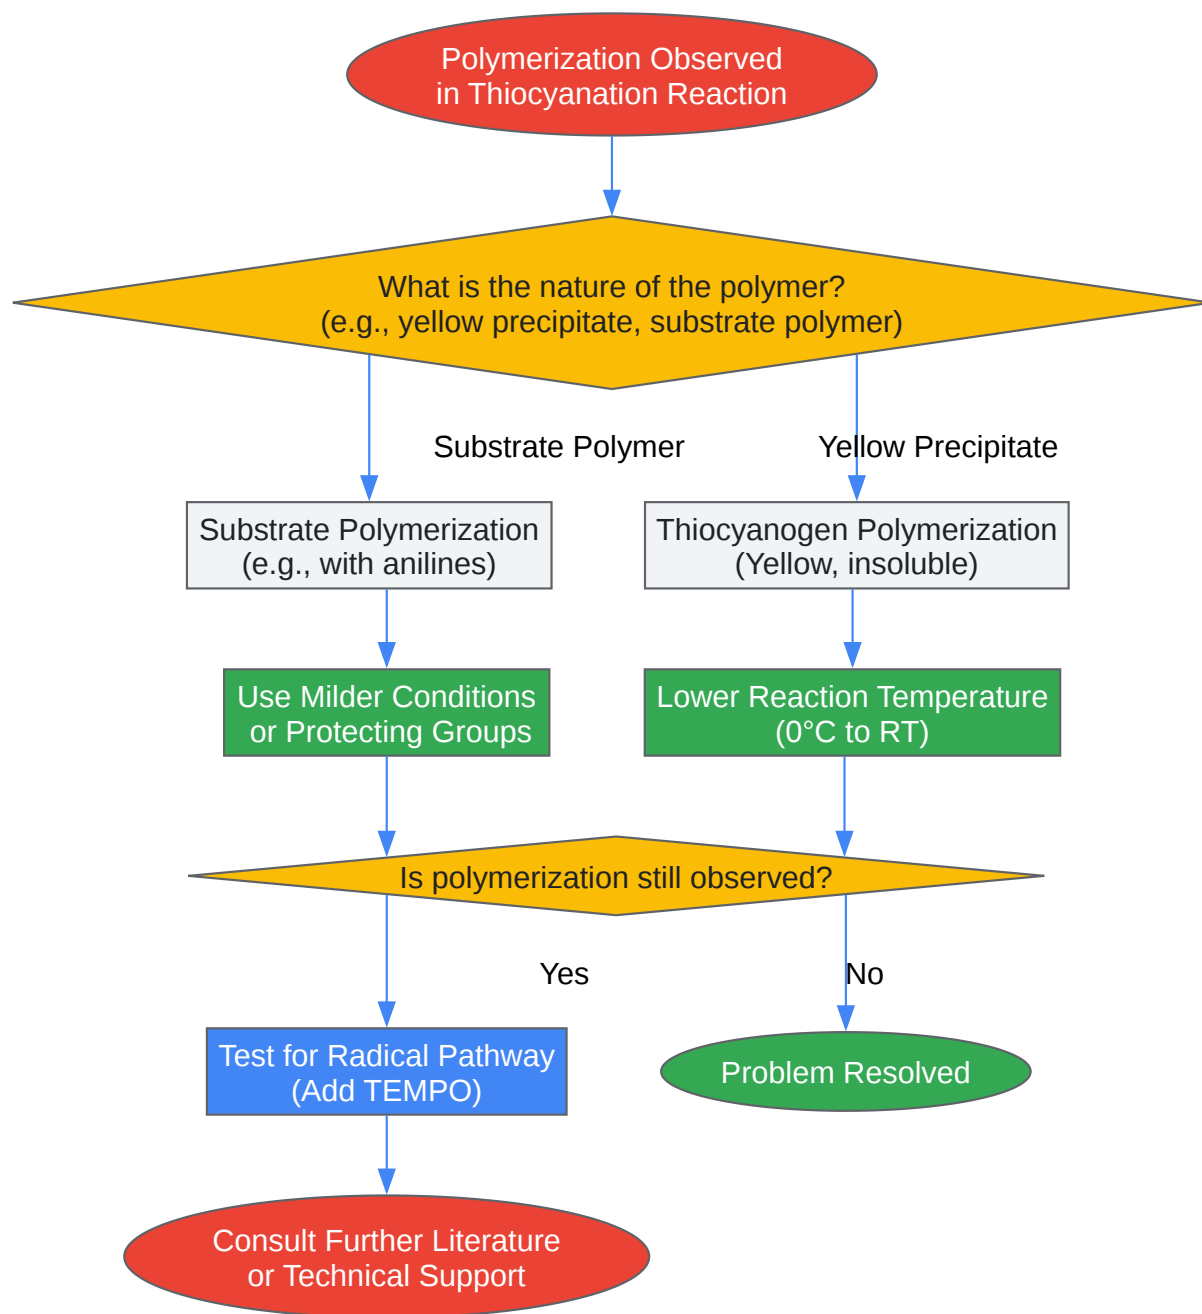 Polymerization Observed
in Thiocyanation Reaction
What is the nature of the polymer?
(e.g., yellow precipitate, substrate polymer)
Substrate Polymer
Yellow Precipitate
Substrate Polymerization
(e.g., with anilines)
Thiocyanogen Polymerization
(Yellow, insoluble)
Use Milder Conditions
or Protecting Groups
Lower Reaction Temperature
(0°C to RT)
Is polymerization still observed?
Yes
No
Test for Radical Pathway
(Add TEMPO)
Problem Resolved
Consult Further Literature
or Technical Support